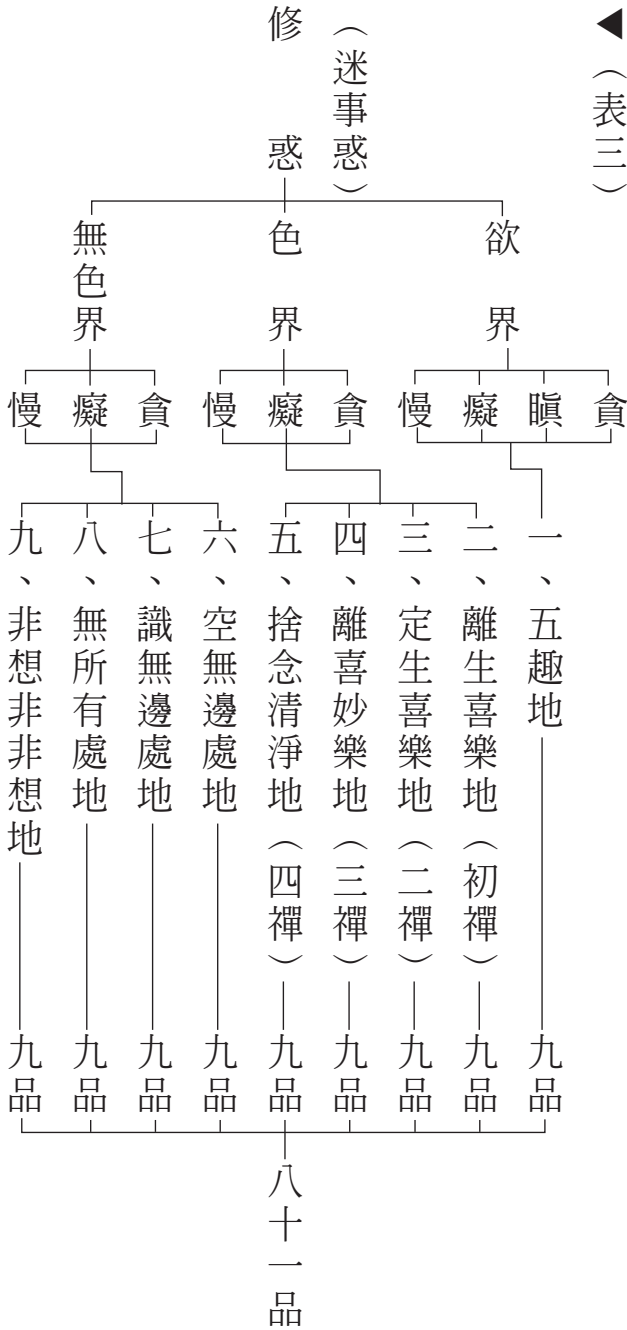 ◀（表三）
（迷事惑）
修惑
欲界
貪
瞋
癡
慢
一、五趣地
九品
色界
貪
癡
慢
二、離生喜樂地（初禪）
九品
三、定生喜樂地（二禪）
九品
四、離喜妙樂地（三禪）
九品
五、捨念清淨地（四禪）
九品
無色界
貪
癡
慢
六、空無邊處地
九品
七、識無邊處地
九品
八、無所有處地
九品
九、非想非非想地
九品
八十一品